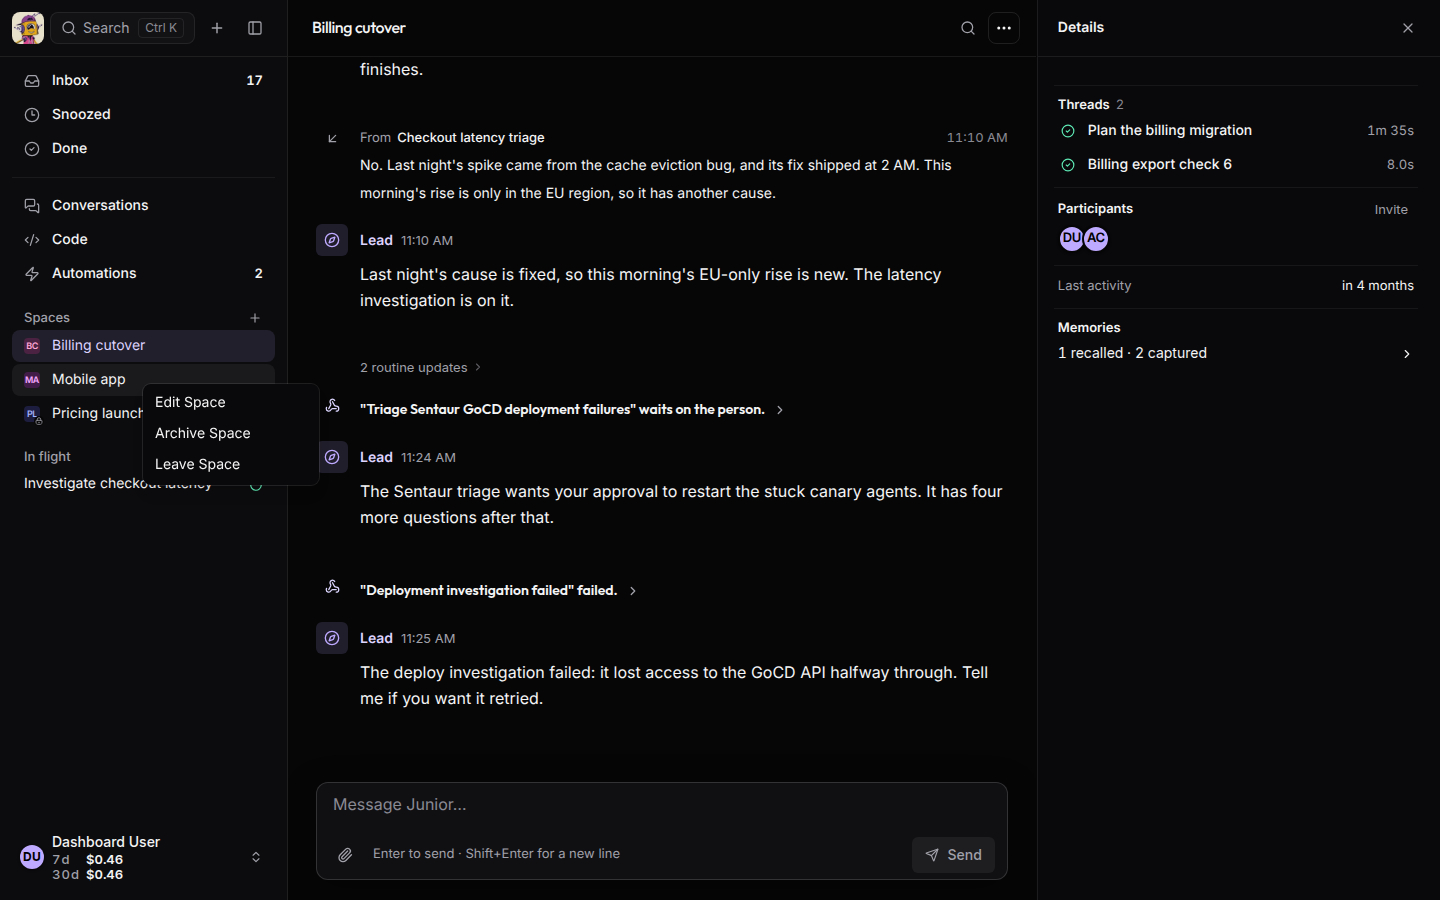 Search Ctrl K
Inbox 17
Snoozed
Done
Conversations
Code
Automations 2
Spaces
BC Billing cutover
MA Mobile app
PL Pricing launch
Edit Space
Archive Space
Leave Space
In flight
Investigate checkout latency
DU Dashboard User
7d $0.46
30d $0.46
Billing cutover
finishes.
From Checkout latency triage 11:10 AM
No. Last night's spike came from the cache eviction bug, and its fix shipped at 2 AM. This
morning's rise is only in the EU region, so it has another cause.
Lead 11:10 AM
Last night's cause is fixed, so this morning's EU-only rise is new. The latency
investigation is on it.
2 routine updates
"Triage Sentaur GoCD deployment failures" waits on the person.
Lead 11:24 AM
The Sentaur triage wants your approval to restart the stuck canary agents. It has four
more questions after that.
"Deployment investigation failed" failed.
Lead 11:25 AM
The deploy investigation failed: it lost access to the GoCD API halfway through. Tell
me if you want it retried.
Message Junior...
Enter to send · Shift+Enter for a new line
Send
Details
Threads 2
Plan the billing migration 1m 35s
Billing export check 6 8.0s
Participants Invite
DU AC
Last activity in 4 months
Memories
1 recalled · 2 captured